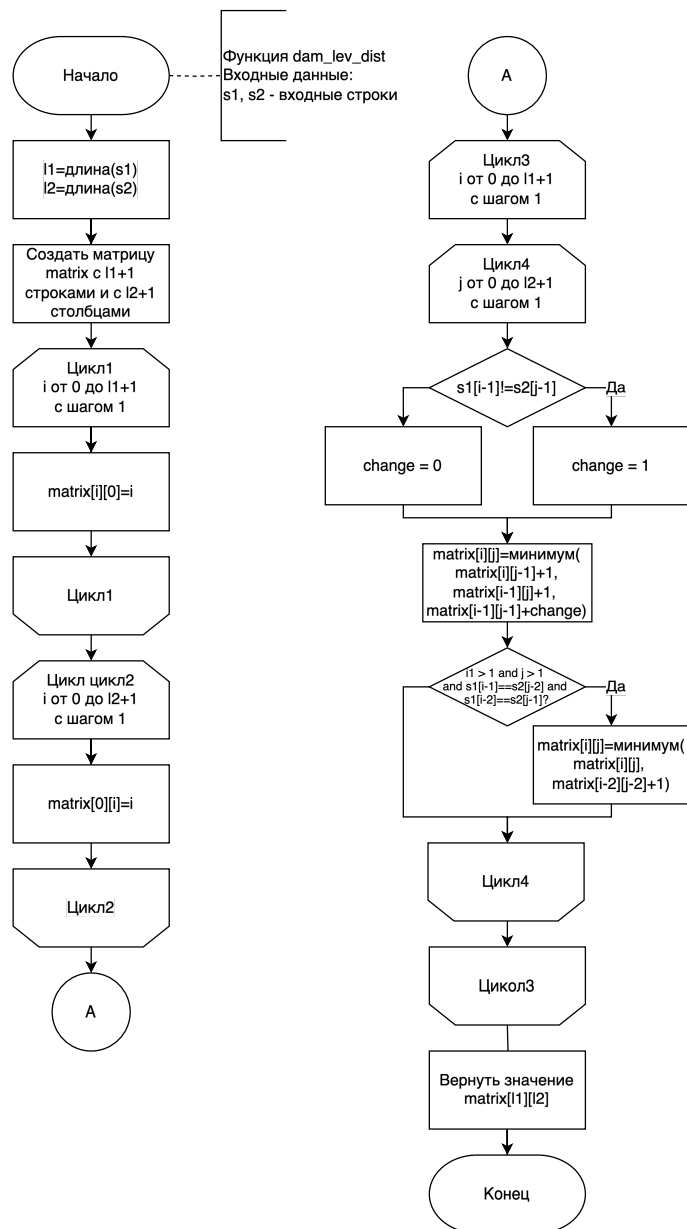 Начало
Функция dam_lev_dist
Входные данные:
s1, s2 - входные строки
l1=длина(s1)
l2=длина(s2)
Создать матрицу
matrix с l1+1
строками и с l2+1
столбцами
Цикл1
i от 0 до l1+1
с шагом 1
matrix[i][0]=i
Цикл1
Цикл цикл2
i от 0 до l2+1
с шагом 1
matrix[0][i]=i
Цикл2
A
A
Цикл3
i от 0 до l1+1
с шагом 1
Цикл4
j от 0 до l2+1
с шагом 1
s1[i-1]!=s2[j-1]
Да
change = 0
change = 1
matrix[i][j]=минимум(
matrix[i][j-1]+1,
matrix[i-1][j]+1,
matrix[i-1][j-1]+change)
i1 > 1 and j > 1
and s1[i-1]==s2[j-2] and
s1[i-2]==s2[j-1]?
Да
matrix[i][j]=минимум(
matrix[i][j],
matrix[i-2][j-2]+1)
Цикл4
Цикол3
Вернуть значение
matrix[l1][l2]
Конец